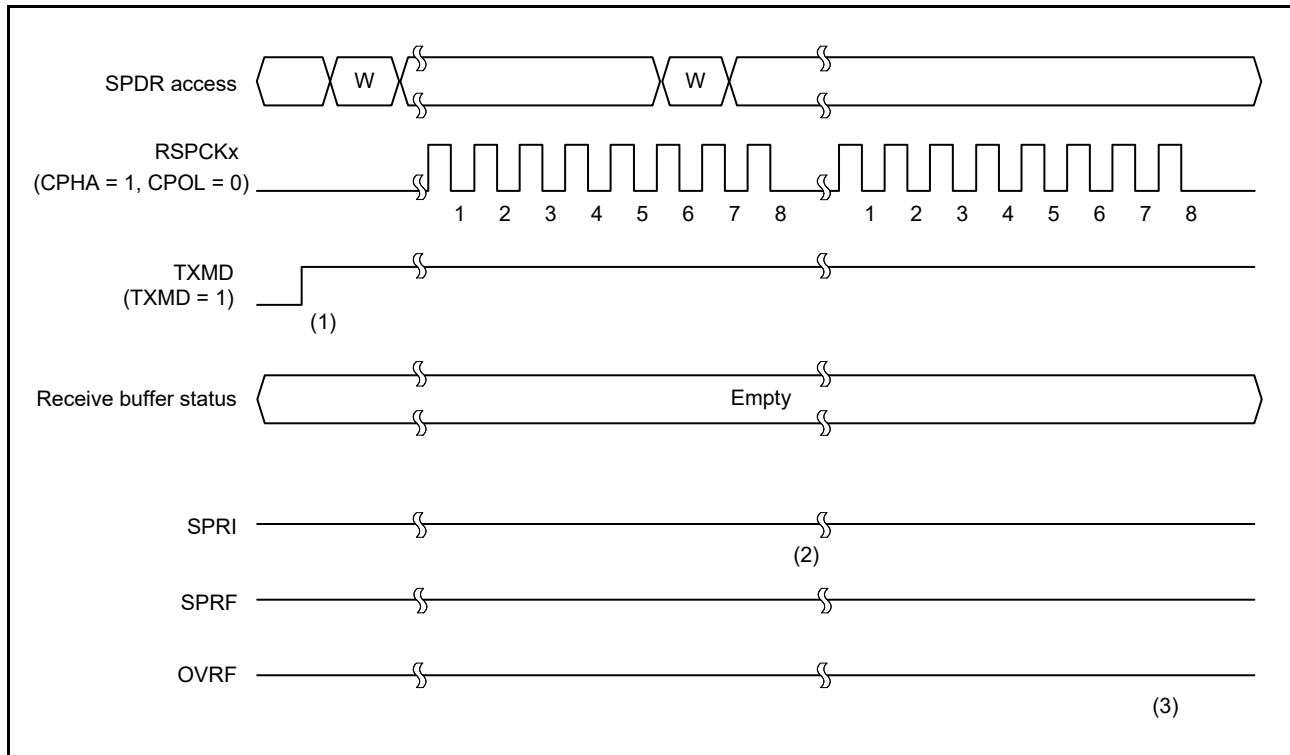 SPDR access
W
W
RSPCKx
(CPHA = 1, CPOL = 0)
1 2 3 4 5 6 7 8 1 2 3 4 5 6 7 8
TXMD
(TXMD = 1)
(1)
Receive buffer status
Empty
SPRI
(2)
SPRF
OVRF
(3)